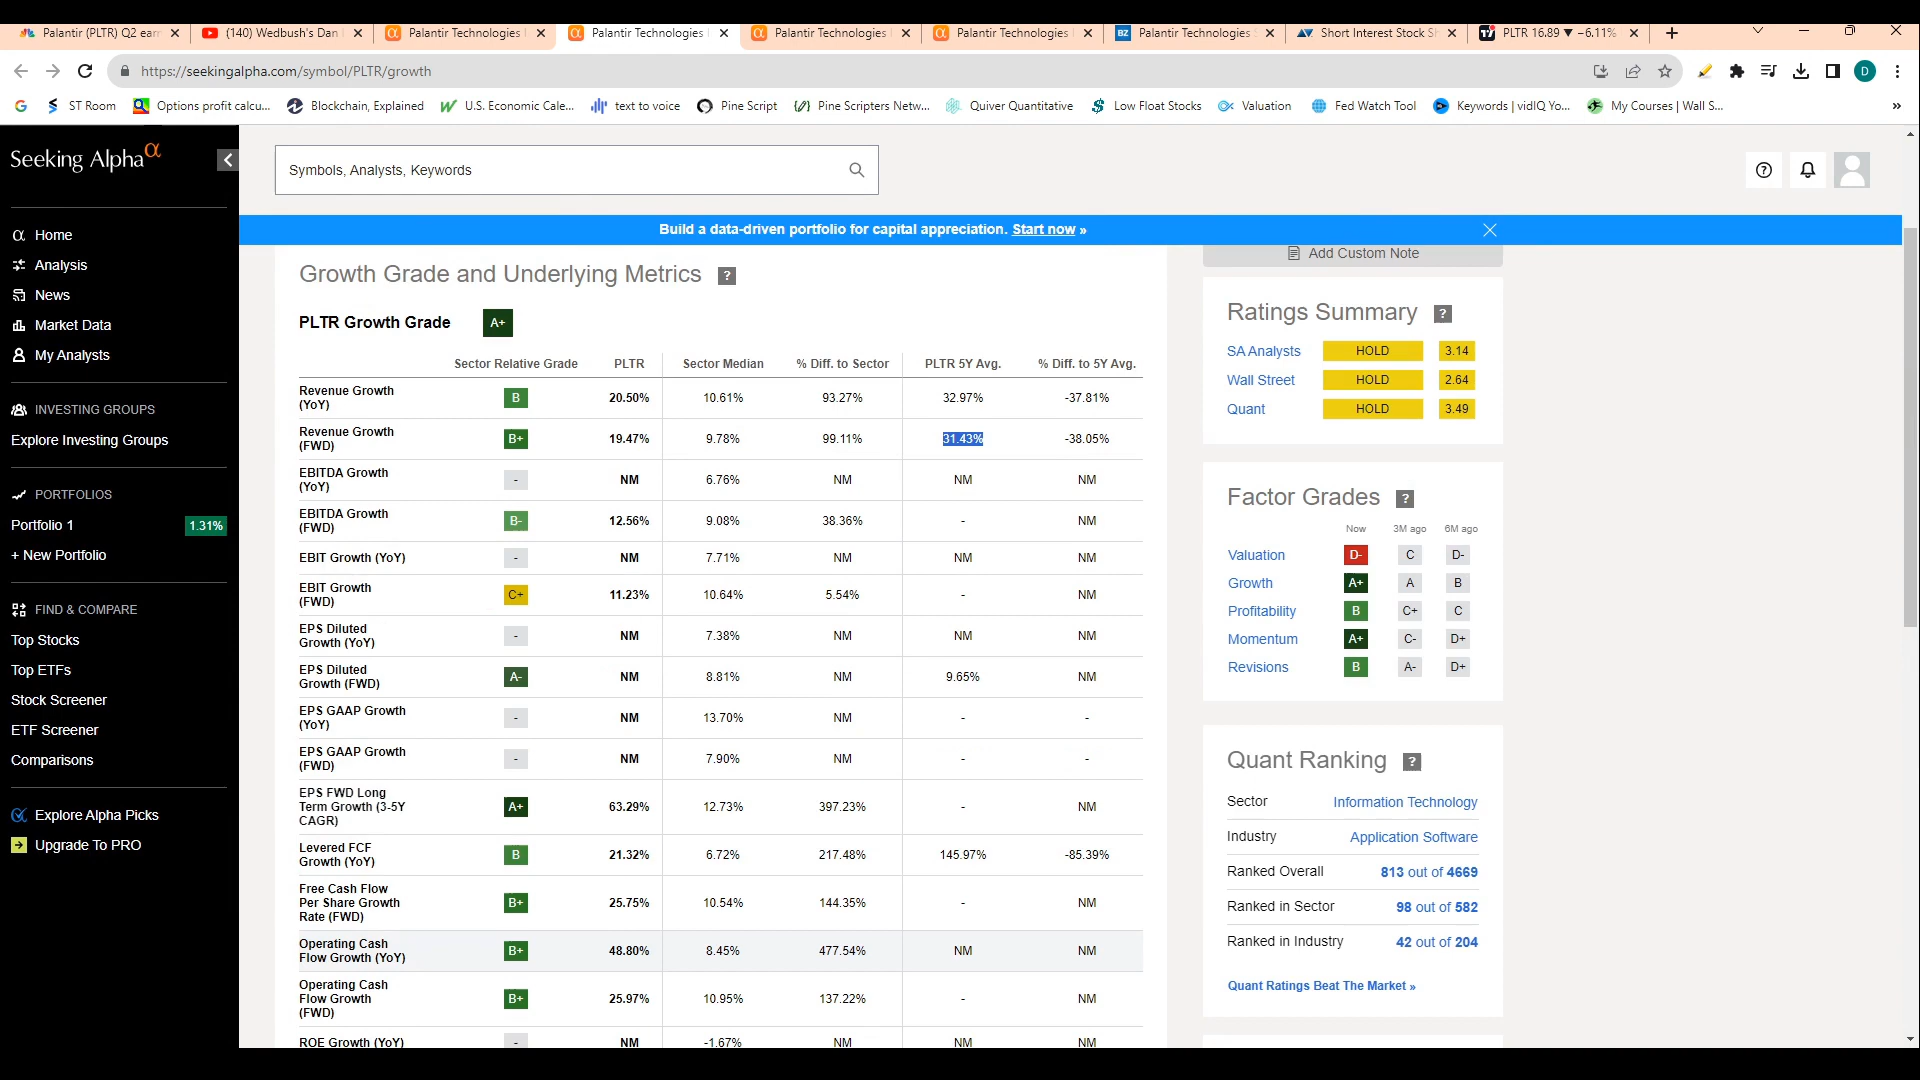 Palantir (PLTR) Q2 ear
(140) Wedbush's Dan
Palantir Technologies
Palantir Technologies
Palantir Technologies
Palantir Technologies
Palantir Technologies
Short Interest Stock S
PLTR 16.89 ▼ −6.11%
https://seekingalpha.com/symbol/PLTR/growth
D
ST Room
Options profit calcu...
Blockchain, Explained
U.S. Economic Cale...
text to voice
Pine Script
Pine Scripters Netw...
Quiver Quantitative
Low Float Stocks
Valuation
Fed Watch Tool
Keywords | vidIQ Yo...
My Courses | Wall S...
»
Seeking Alpha α
Symbols, Analysts, Keywords
Build a data-driven portfolio for capital appreciation. Start now »
Home
Analysis
News
Market Data
My Analysts
INVESTING GROUPS
Explore Investing Groups
PORTFOLIOS
Portfolio 1 1.31%
+ New Portfolio
FIND & COMPARE
Top Stocks
Top ETFs
Stock Screener
ETF Screener
Comparisons
Explore Alpha Picks
Upgrade To PRO
Growth Grade and Underlying Metrics ?
PLTR Growth Grade A+
Sector Relative Grade PLTR Sector Median % Diff. to Sector PLTR 5Y Avg. % Diff. to 5Y Avg.
Revenue Growth
(YoY) B 20.50% 10.61% 93.27% 32.97% -37.81%
Revenue Growth
(FWD) B+ 19.47% 9.78% 99.11% 31.43% -38.05%
EBITDA Growth
(YoY) - NM 6.76% NM NM NM
EBITDA Growth
(FWD) B- 12.56% 9.08% 38.36% - NM
EBIT Growth (YoY) - NM 7.71% NM NM NM
EBIT Growth
(FWD) C+ 11.23% 10.64% 5.54% - NM
EPS Diluted
Growth (YoY) - NM 7.38% NM NM NM
EPS Diluted
Growth (FWD) A- NM 8.81% NM 9.65% NM
EPS GAAP Growth
(YoY) - NM 13.70% NM - -
EPS GAAP Growth
(FWD) - NM 7.90% NM - -
EPS FWD Long
Term Growth (3-5Y
CAGR) A+ 63.29% 12.73% 397.23% - NM
Levered FCF
Growth (YoY) B 21.32% 6.72% 217.48% 145.97% -85.39%
Free Cash Flow
Per Share Growth
Rate (FWD) B+ 25.75% 10.54% 144.35% - NM
Operating Cash
Flow Growth (YoY) B+ 48.80% 8.45% 477.54% NM NM
Operating Cash
Flow Growth
(FWD) B+ 25.97% 10.95% 137.22% - NM
ROE Growth (YoY) - NM -1.67% NM NM NM
Add Custom Note
Ratings Summary ?
SA Analysts HOLD 3.14
Wall Street HOLD 2.64
Quant HOLD 3.49
Factor Grades ?
Now 3M ago 6M ago
Valuation D- C D-
Growth A+ A B
Profitability B C+ C
Momentum A+ C- D+
Revisions B A- D+
Quant Ranking ?
Sector Information Technology
Industry Application Software
Ranked Overall 813 out of 4669
Ranked in Sector 98 out of 582
Ranked in Industry 42 out of 204
Quant Ratings Beat The Market »